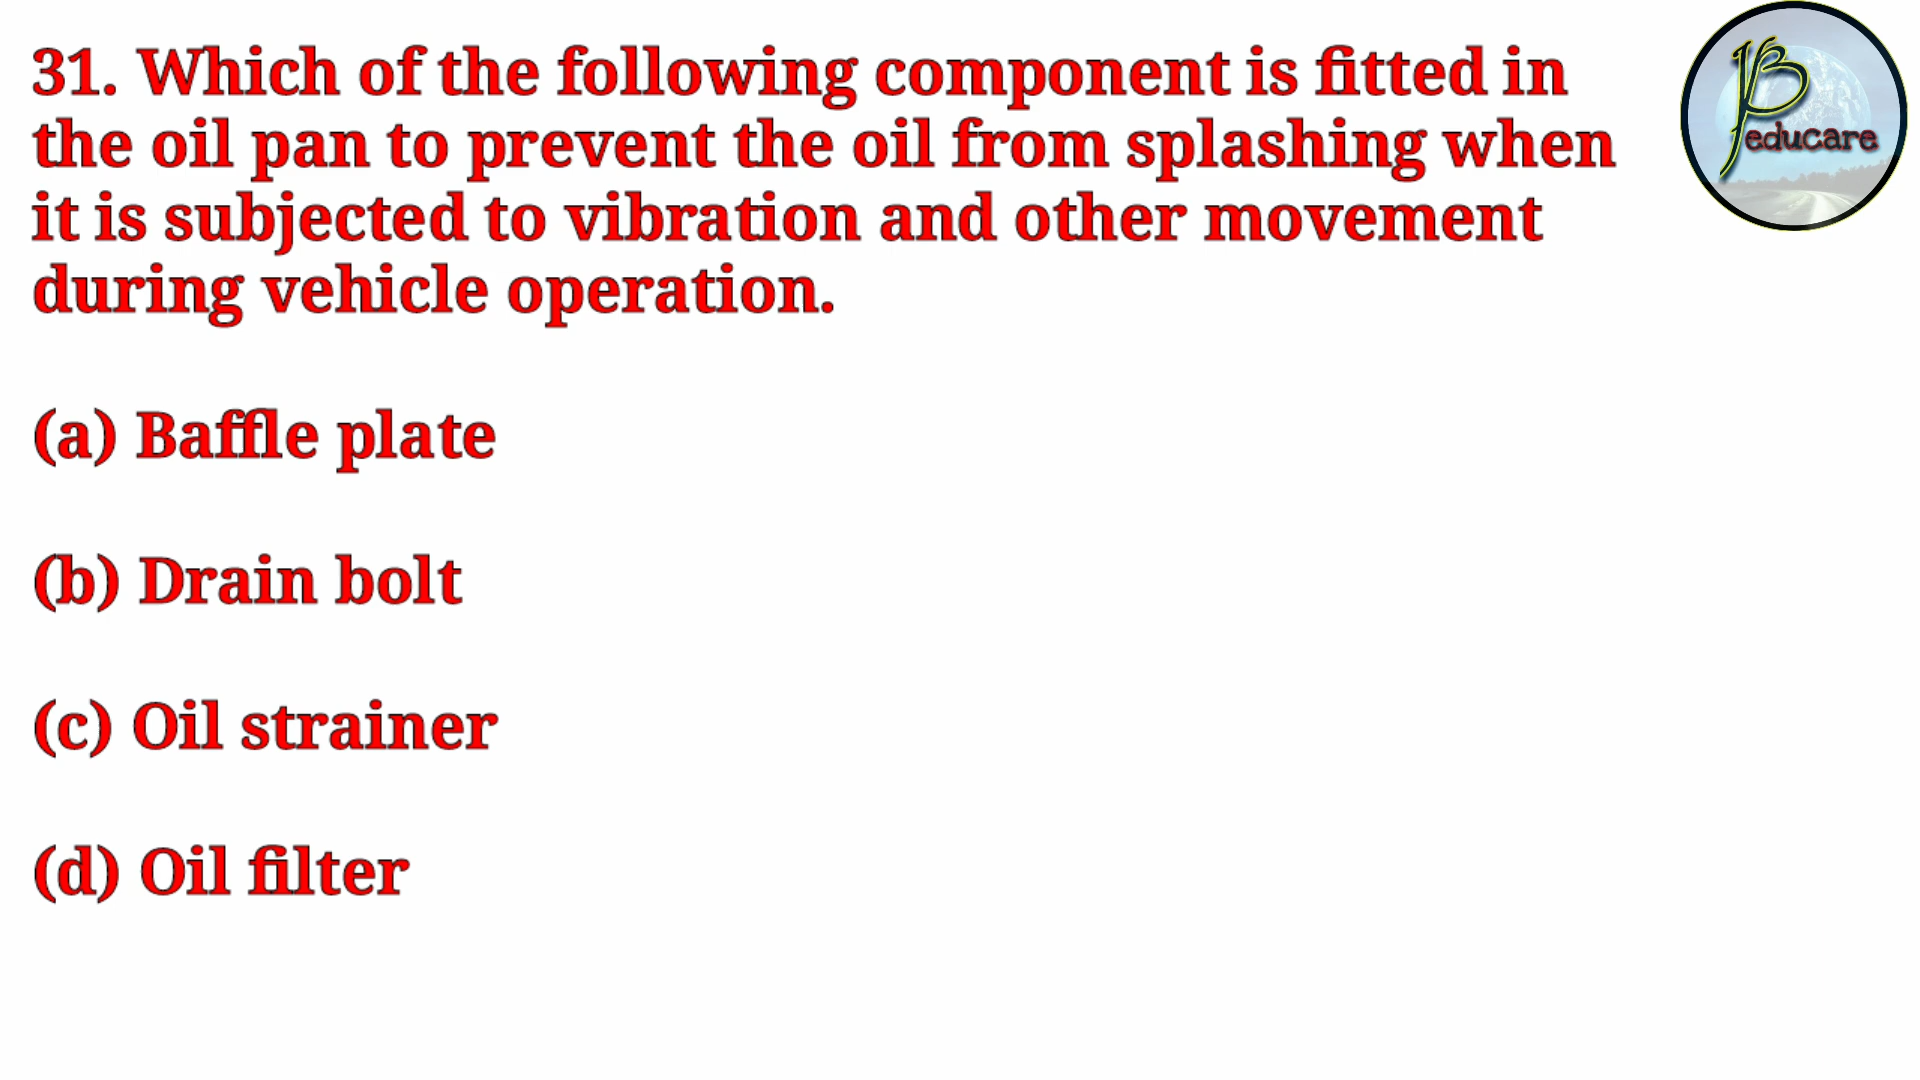 31. Which of the following component is fitted in
the oil pan to prevent the oil from splashing when
it is subjected to vibration and other movement
during vehicle operation.
(a) Baffle plate
(b) Drain bolt
(c) Oil strainer
(d) Oil filter
VB
educare